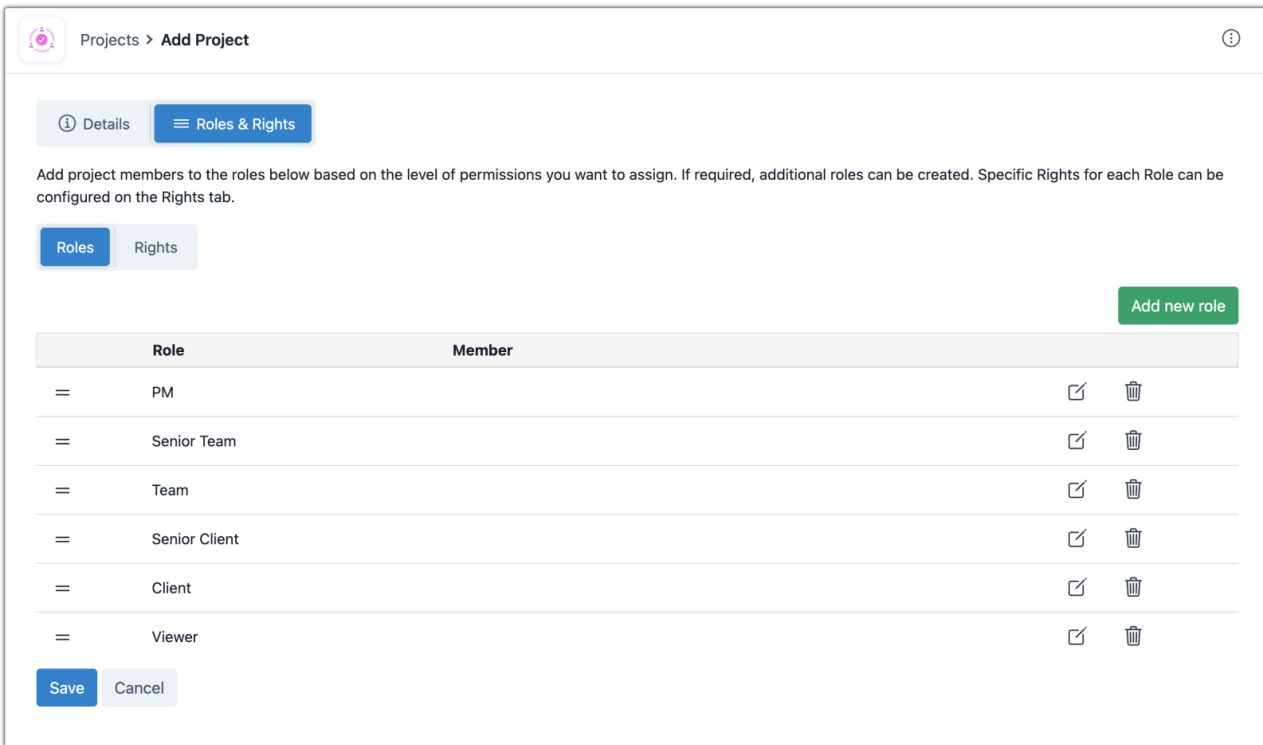 Projects > Add Project
Details
Roles & Rights
Add project members to the roles below based on the level of permissions you want to assign. If required, additional roles can be created. Specific Rights for each Role can be
configured on the Rights tab.
Roles
Rights
Add new role
Role Member
PM
Senior Team
Team
Senior Client
Client
Viewer
Save
Cancel